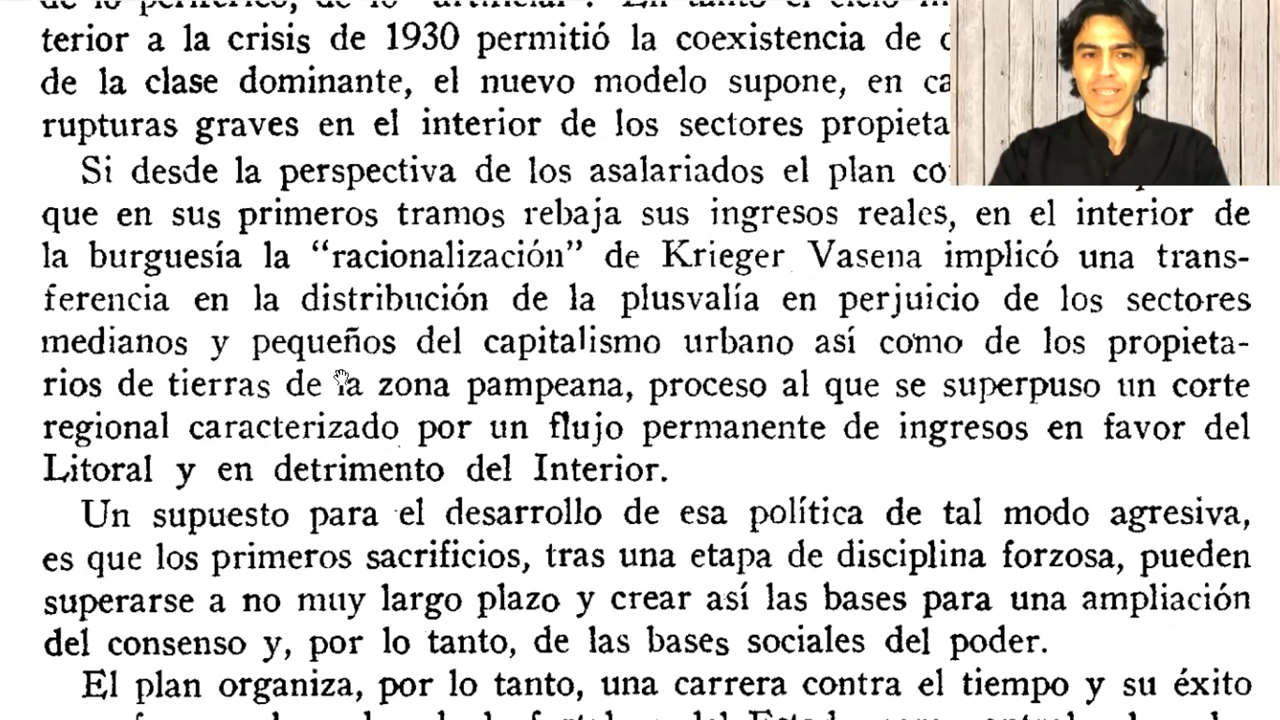 terior a la crisis de 1930 permitió la coexistencia de
de la clase dominante, el nuevo modelo supone, en
rupturas graves en el interior de los sectores
Si desde la perspectiva de los asalariados el plan
que en sus primeros tramos rebaja sus ingresos reales, en el interior de
la burguesía la “racionalización” de Krieger Vasena implicó una trans-
ferencia en la distribución de la plusvalía en perjuicio de los sectores
medianos y pequeños del capitalismo urbano así como de los propieta-
rios de tierras de la zona pampeana, proceso al que se superpuso un corte
regional caracterizado por un flujo permanente de ingresos en favor del
Litoral y en detrimento del Interior.
Un supuesto para el desarrollo de esa política de tal modo agresiva,
es que los primeros sacrificios, tras una etapa de disciplina forzosa, pueden
superarse a no muy largo plazo y crear así las bases para una ampliación
del consenso y, por lo tanto, de las bases sociales del poder.
El plan organiza, por lo tanto, una carrera contra el tiempo y su éxito